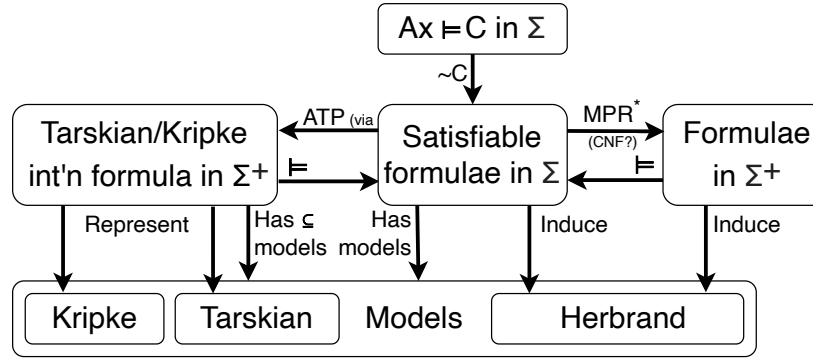 Ax ⊨ C in Σ
~C
ATP (via
MPR*
(CNF?)
Tarskian/Kripke
int'n formula in Σ+
⊨
Satisfiable
formulae in Σ
⊨
Formulae
in Σ+
Represent
Has ⊆
models
Has
models
Induce
Induce
Kripke
Tarskian
Models
Herbrand